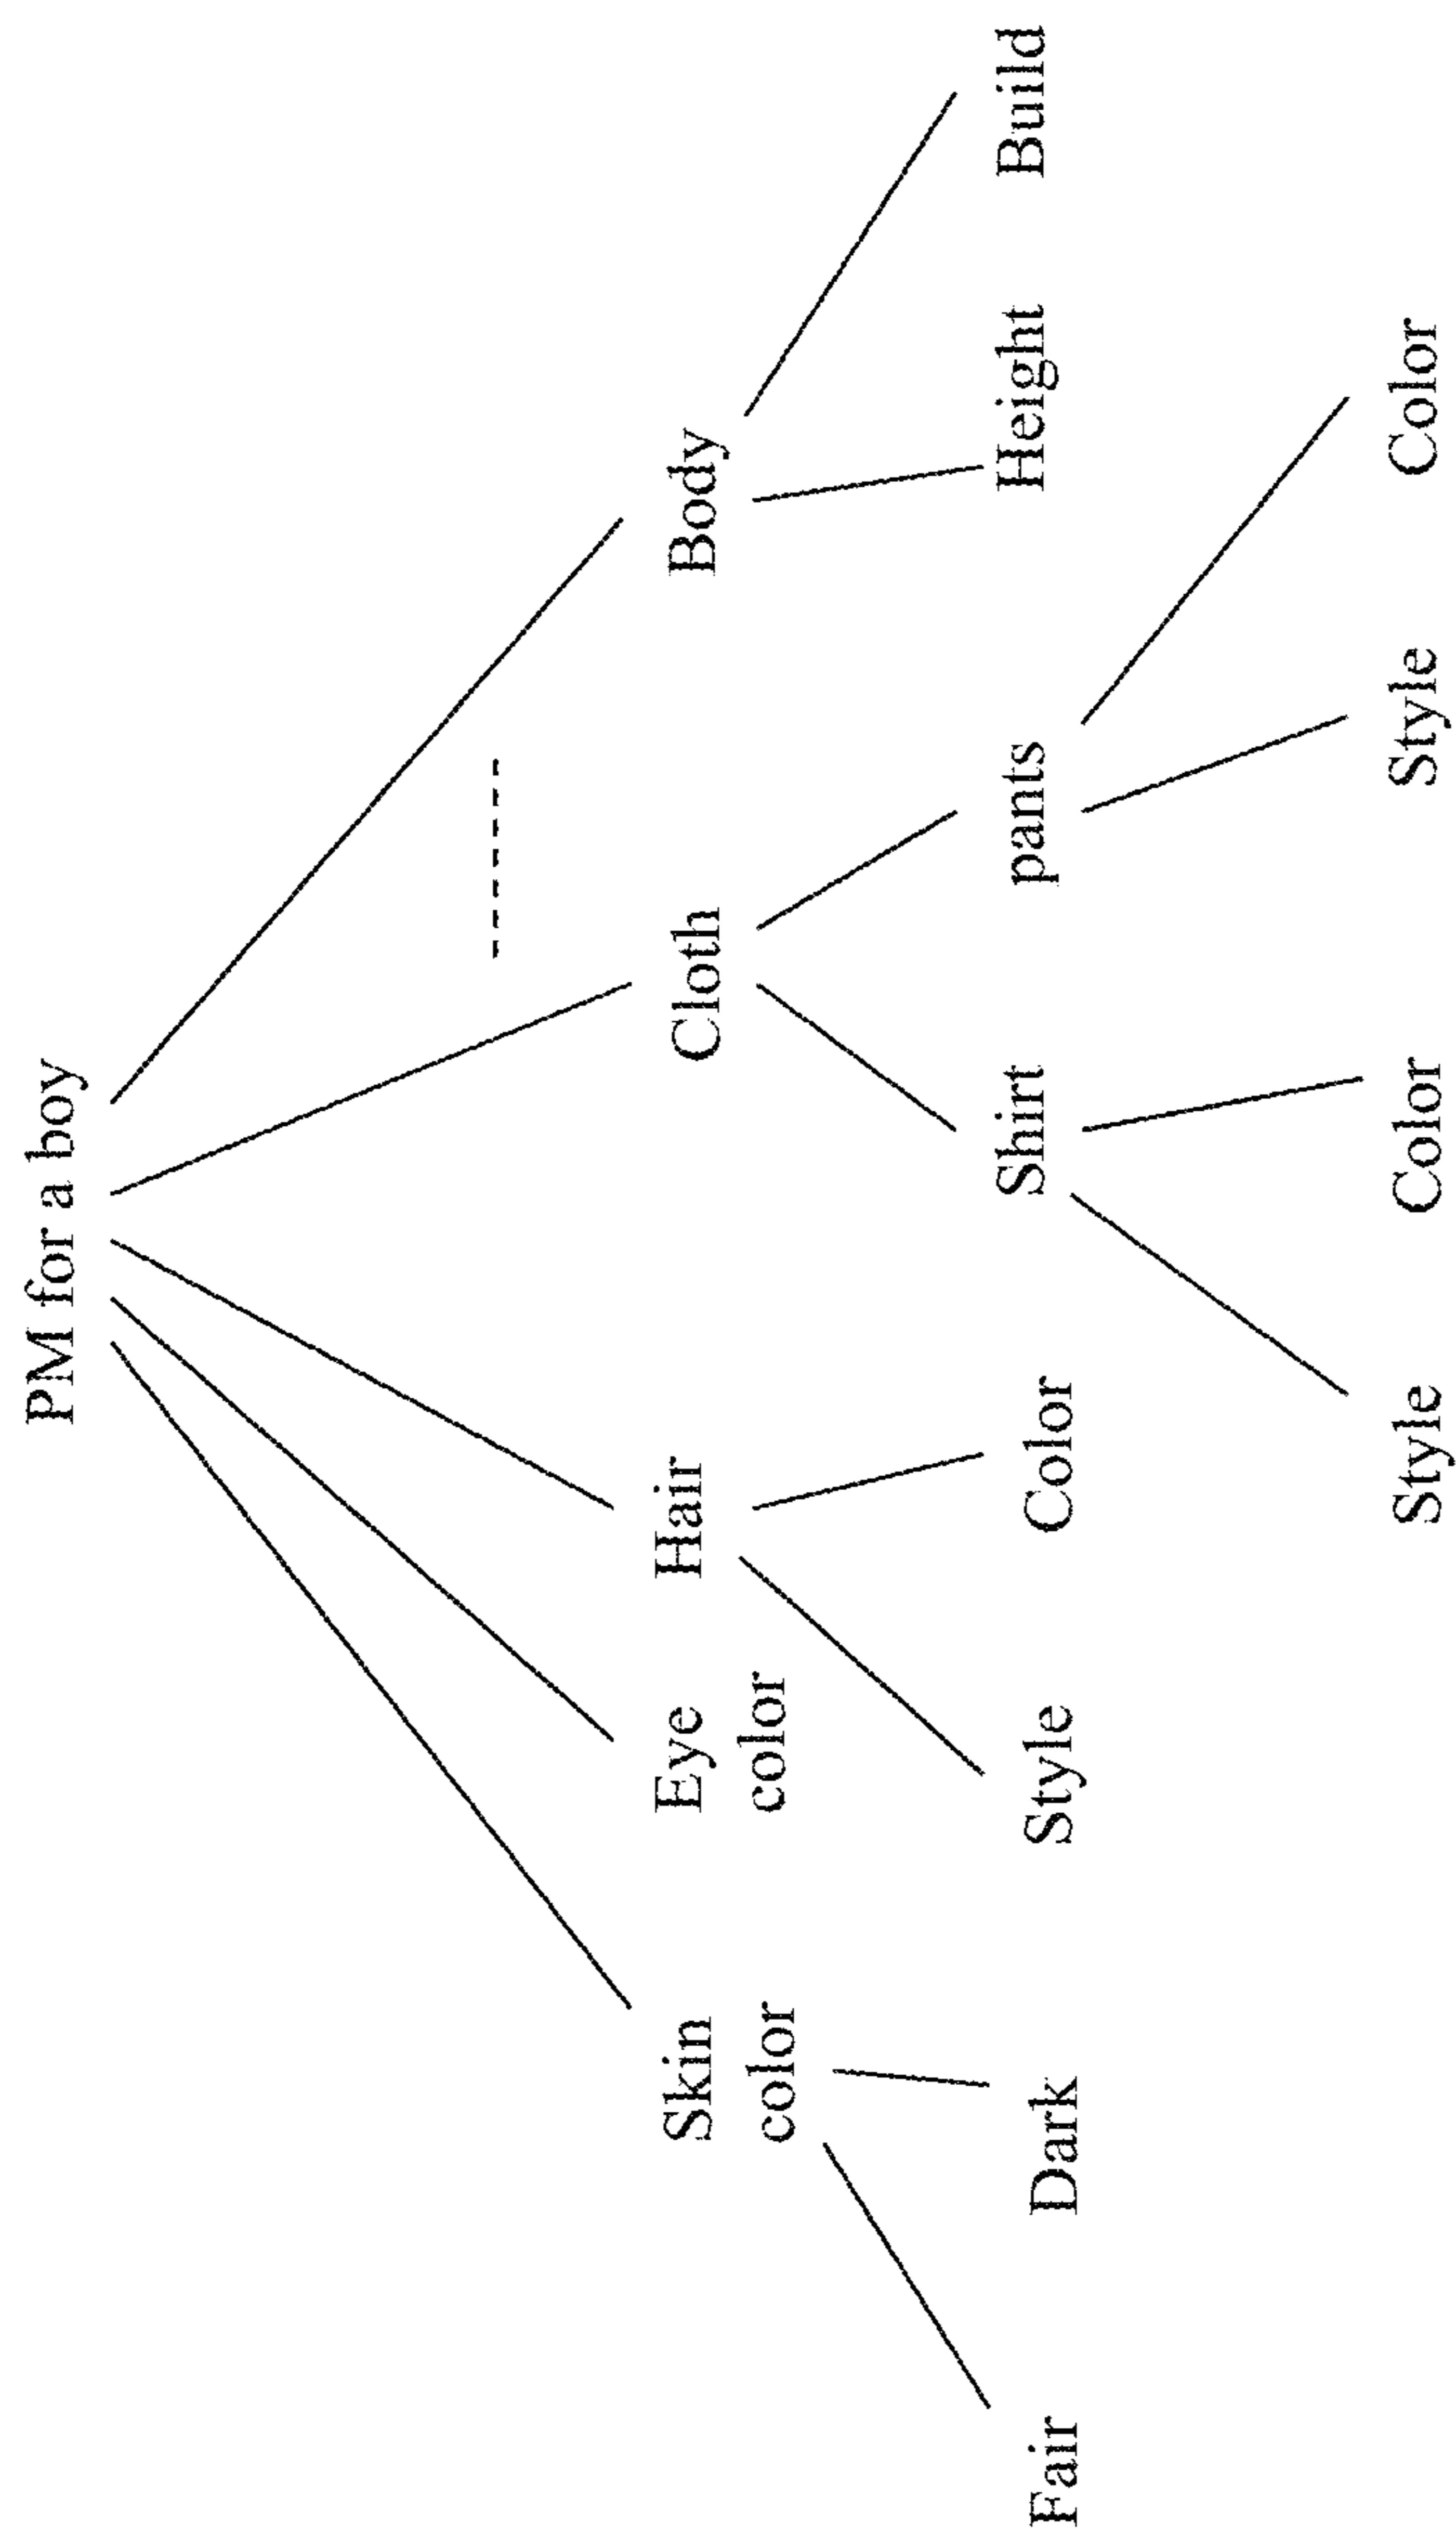 PM for a boy
Skin color
Eye color
Hair
Cloth
Body
Fair
Dark
Style
Color
Shirt
pants
Height
Build
Style
Color
Style
Color